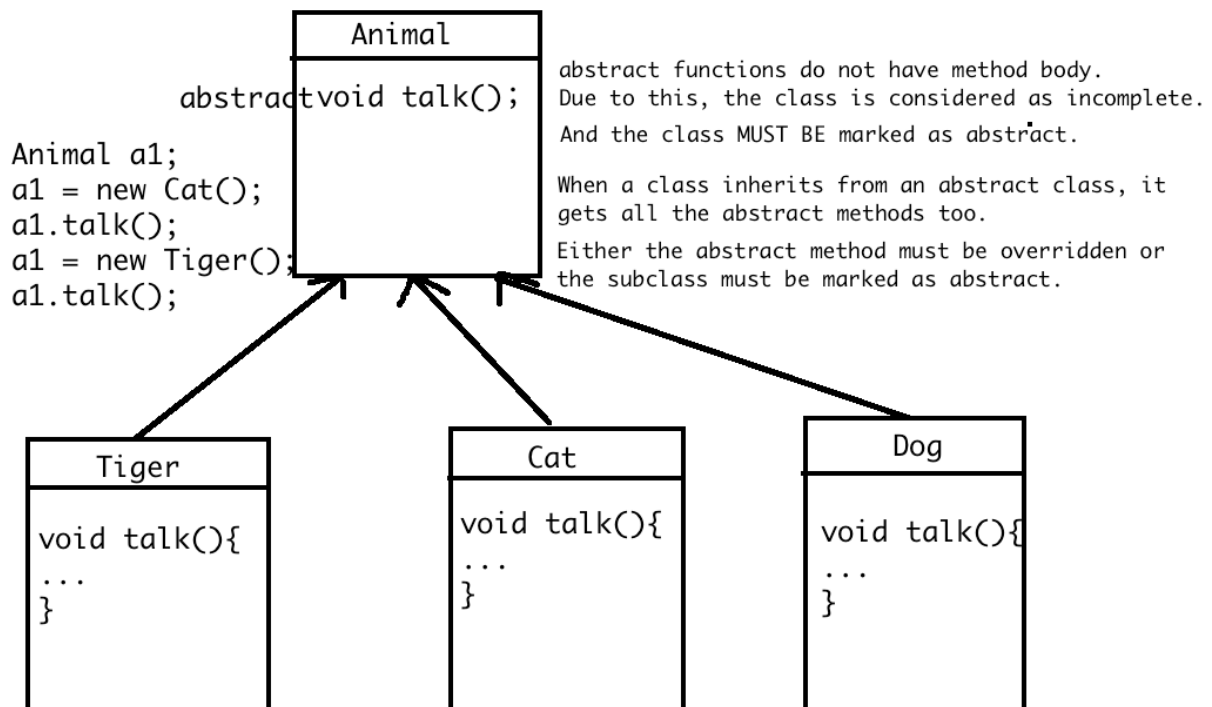 Animal
abstract void talk();
abstract functions do not have method body.
Due to this, the class is considered as incomplete.
And the class MUST BE marked as abstract.
When a class inherits from an abstract class, it
gets all the abstract methods too.
Either the abstract method must be overridden or
the subclass must be marked as abstract.
Animal a1;
a1 = new Cat();
a1.talk();
a1 = new Tiger();
a1.talk();
Tiger
void talk(){
...
}
Cat
void talk(){
...
}
Dog
void talk(){
...
}